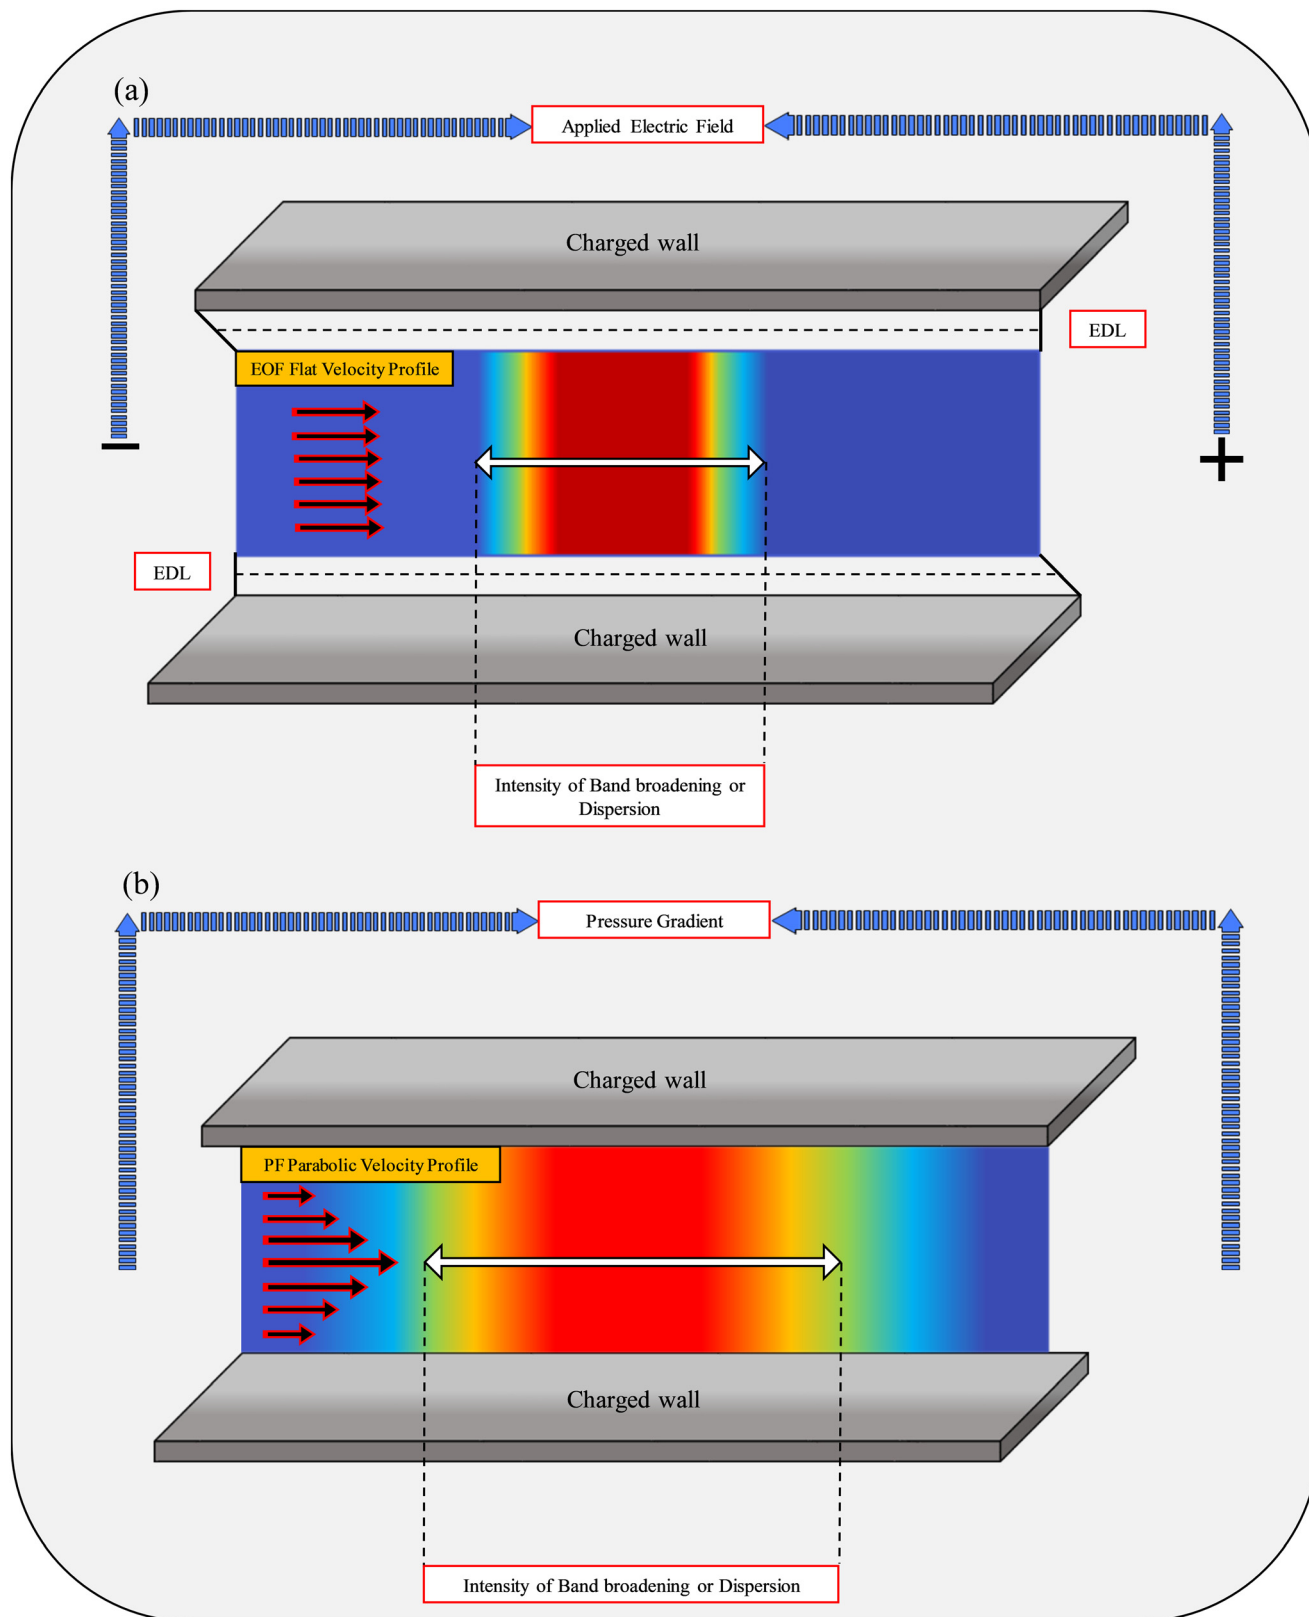 (a)
Applied Electric Field
Charged wall
EDL
EOF Flat Velocity Profile
−
+
EDL
Charged wall
Intensity of Band broadening or
Dispersion
(b)
Pressure Gradient
Charged wall
PF Parabolic Velocity Profile
Charged wall
Intensity of Band broadening or Dispersion